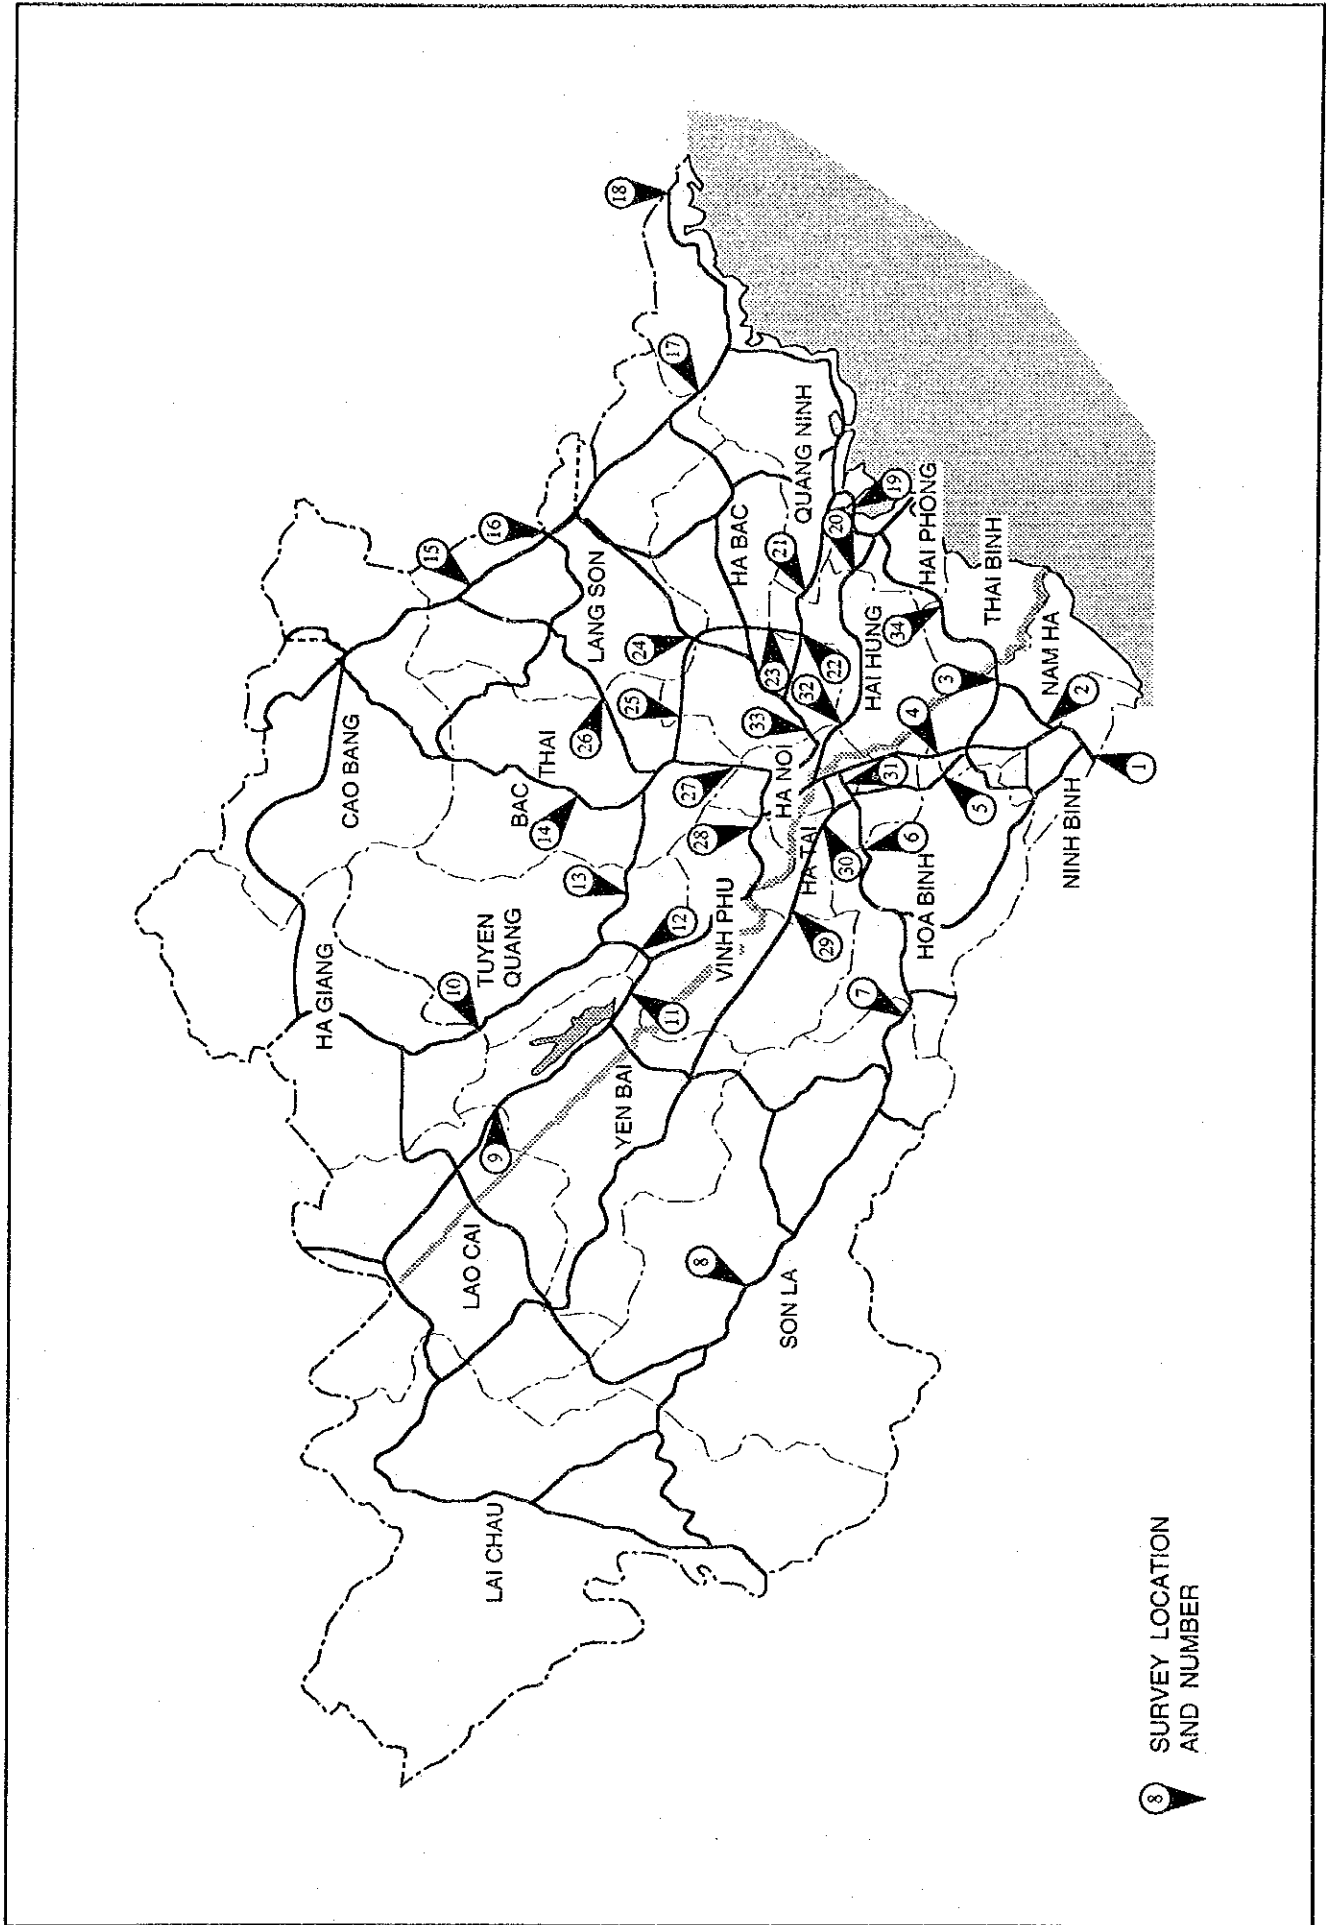 HA GIANG
CAO BANG
LAO CAI
TUYEN
QUANG
BAC
THAI
LANG SON
LAI CHAU
YEN BAI
VINH PHU
HA NOI
HA BAC
QUANG NINH
SON LA
HA TAI
HAI HUNG
HAI PHONG
HOA BINH
THAI BINH
NAM HA
NINH BINH
1
2
3
4
5
6
7
8
9
10
11
12
13
14
15
16
17
18
19
20
21
22
23
24
25
26
27
28
29
30
31
32
33
34
8
SURVEY LOCATION
AND NUMBER